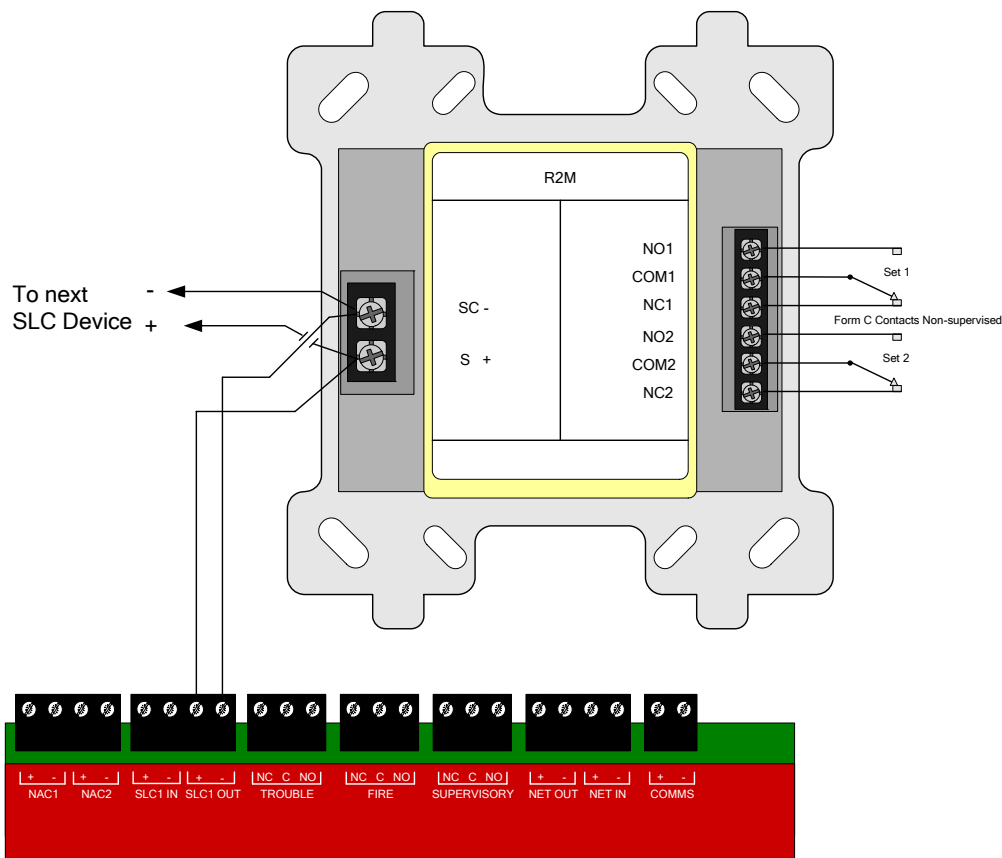 R2M
NO1
COM1
NC1
NO2
COM2
NC2
SC -
S +
To next -
SLC Device +
Set 1
Form C Contacts Non-supervised
Set 2
+ - + - + - + - NC C NO NC C NO NC C NO + - + - + -
NAC1 NAC2 SLC1 IN SLC1 OUT TROUBLE FIRE SUPERVISORY NET OUT NET IN COMMS